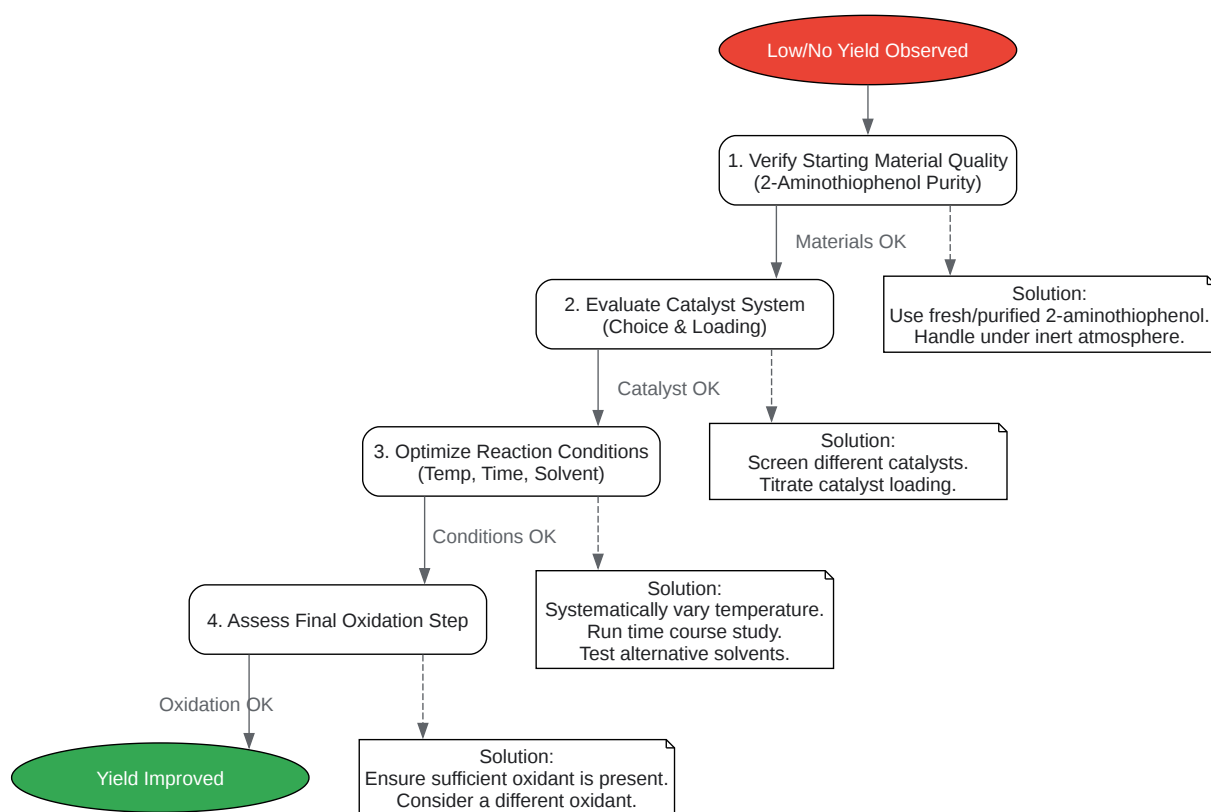 Low/No Yield Observed
1. Verify Starting Material Quality
(2-Aminothiophenol Purity)
Materials OK
Solution:
Use fresh/purified 2-aminothiophenol.
Handle under inert atmosphere.
2. Evaluate Catalyst System
(Choice & Loading)
Catalyst OK
Solution:
Screen different catalysts.
Titrate catalyst loading.
3. Optimize Reaction Conditions
(Temp, Time, Solvent)
Conditions OK
Solution:
Systematically vary temperature.
Run time course study.
Test alternative solvents.
4. Assess Final Oxidation Step
Oxidation OK
Solution:
Ensure sufficient oxidant is present.
Consider a different oxidant.
Yield Improved